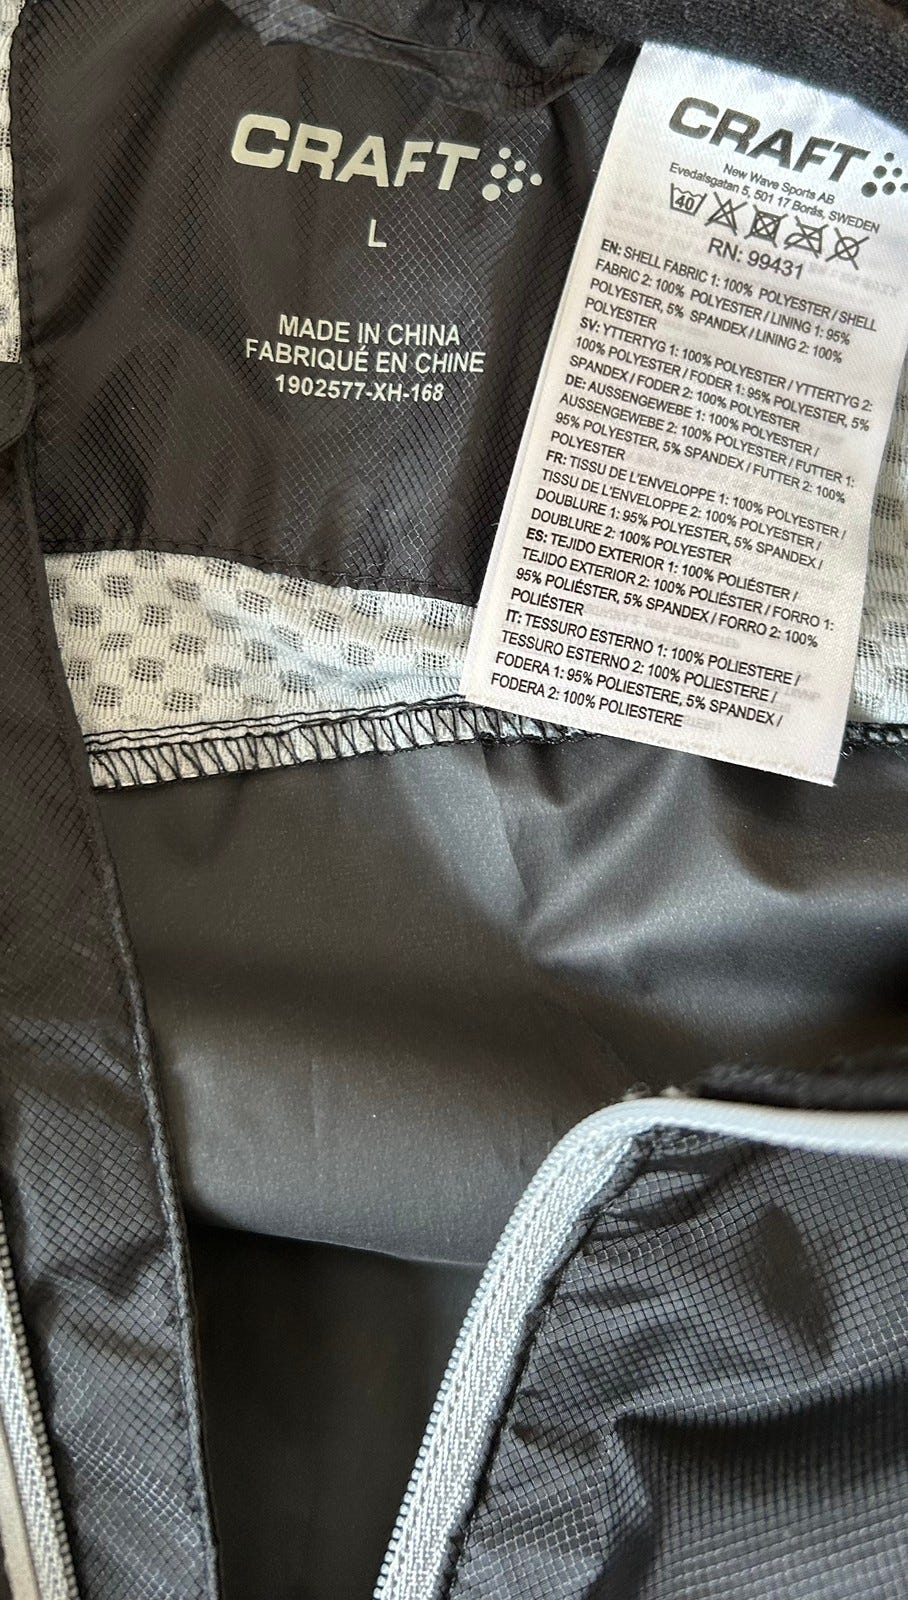 CRAFT
L
MADE IN CHINA
FABRIQUÉ EN CHINE
1902577-XH-168
CRAFT
New Wave Sports AB
Evedalsgatan 5, 501 17 Borås, SWEDEN
40
RN: 99431
EN: SHELL FABRIC 1: 100% POLYESTER / SHELL
FABRIC 2: 100% POLYESTER / LINING 1: 95%
POLYESTER, 5% SPANDEX / LINING 2: 100%
POLYESTER
SV: YTTERTYG 1: 100% POLYESTER / YTTERTYG 2:
100% POLYESTER / FODER 1: 95% POLYESTER, 5%
SPANDEX / FODER 2: 100% POLYESTER
DE: AUSSENGEWEBE 1: 100% POLYESTER /
AUSSENGEWEBE 2: 100% POLYESTER / FUTTER 1:
95% POLYESTER, 5% SPANDEX / FUTTER 2: 100%
POLYESTER
FR: TISSU DE L'ENVELOPPE 1: 100% POLYESTER /
TISSU DE L'ENVELOPPE 2: 100% POLYESTER /
DOUBLURE 1: 95% POLYESTER, 5% SPANDEX /
DOUBLURE 2: 100% POLYESTER
ES: TEJIDO EXTERIOR 1: 100% POLIÉSTER /
TEJIDO EXTERIOR 2: 100% POLIÉSTER / FORRO 1:
95% POLIÉSTER, 5% SPANDEX / FORRO 2: 100%
POLIÉSTER
IT: TESSURO ESTERNO 1: 100% POLIESTERE /
TESSURO ESTERNO 2: 100% POLIESTERE /
FODERA 1: 95% POLIESTERE, 5% SPANDEX /
FODERA 2: 100% POLIESTERE